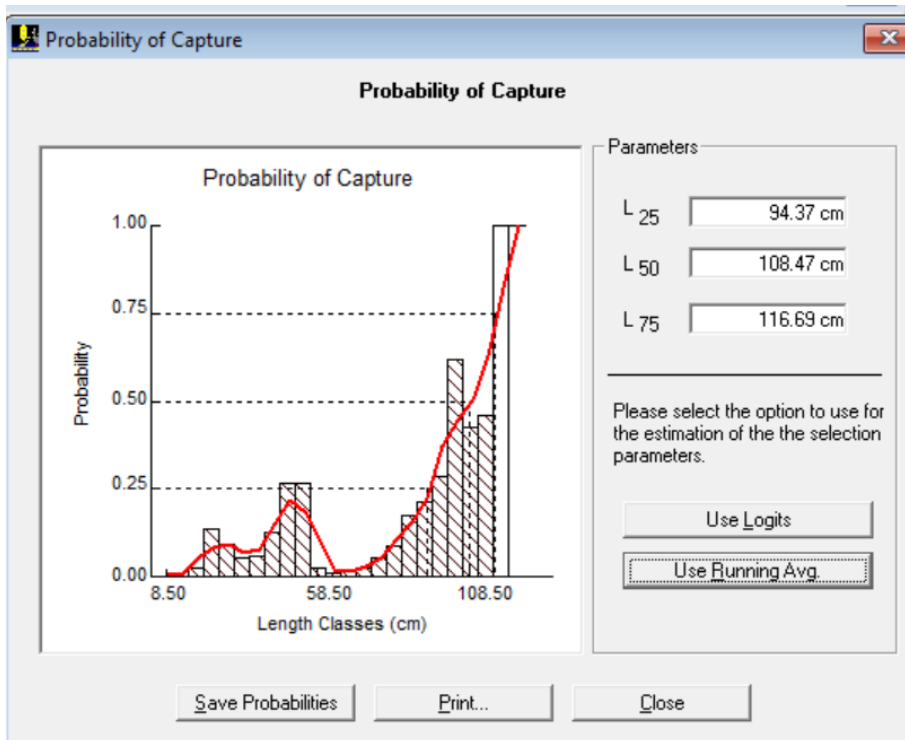 Probability of Capture
Probability of Capture
Probability of Capture
1.00
0.75
0.50
0.25
0.00
Probability
8.50 58.50 108.50
Length Classes (cm)
Parameters
L 25 94.37 cm
L 50 108.47 cm
L 75 116.69 cm
Please select the option to use for
the estimation of the the selection
parameters.
Use Logits
Use Running Avg.
Save Probabilities Print... Close